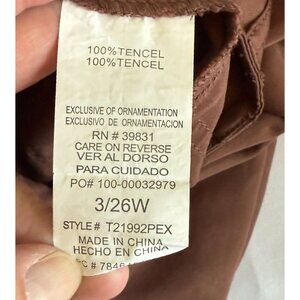 100%TENCEL
100%TENCEL
EXCLUSIVE OF ORNAMENTATION
EXCLUSIVO DE ORNAMENTACION
RN # 39831
CARE ON REVERSE
VER AL DORSO
PARA CUIDADO
PO# 100-00032979
3/26W
STYLE# T21992PEX
MADE IN CHINA
HECHO EN CHINA